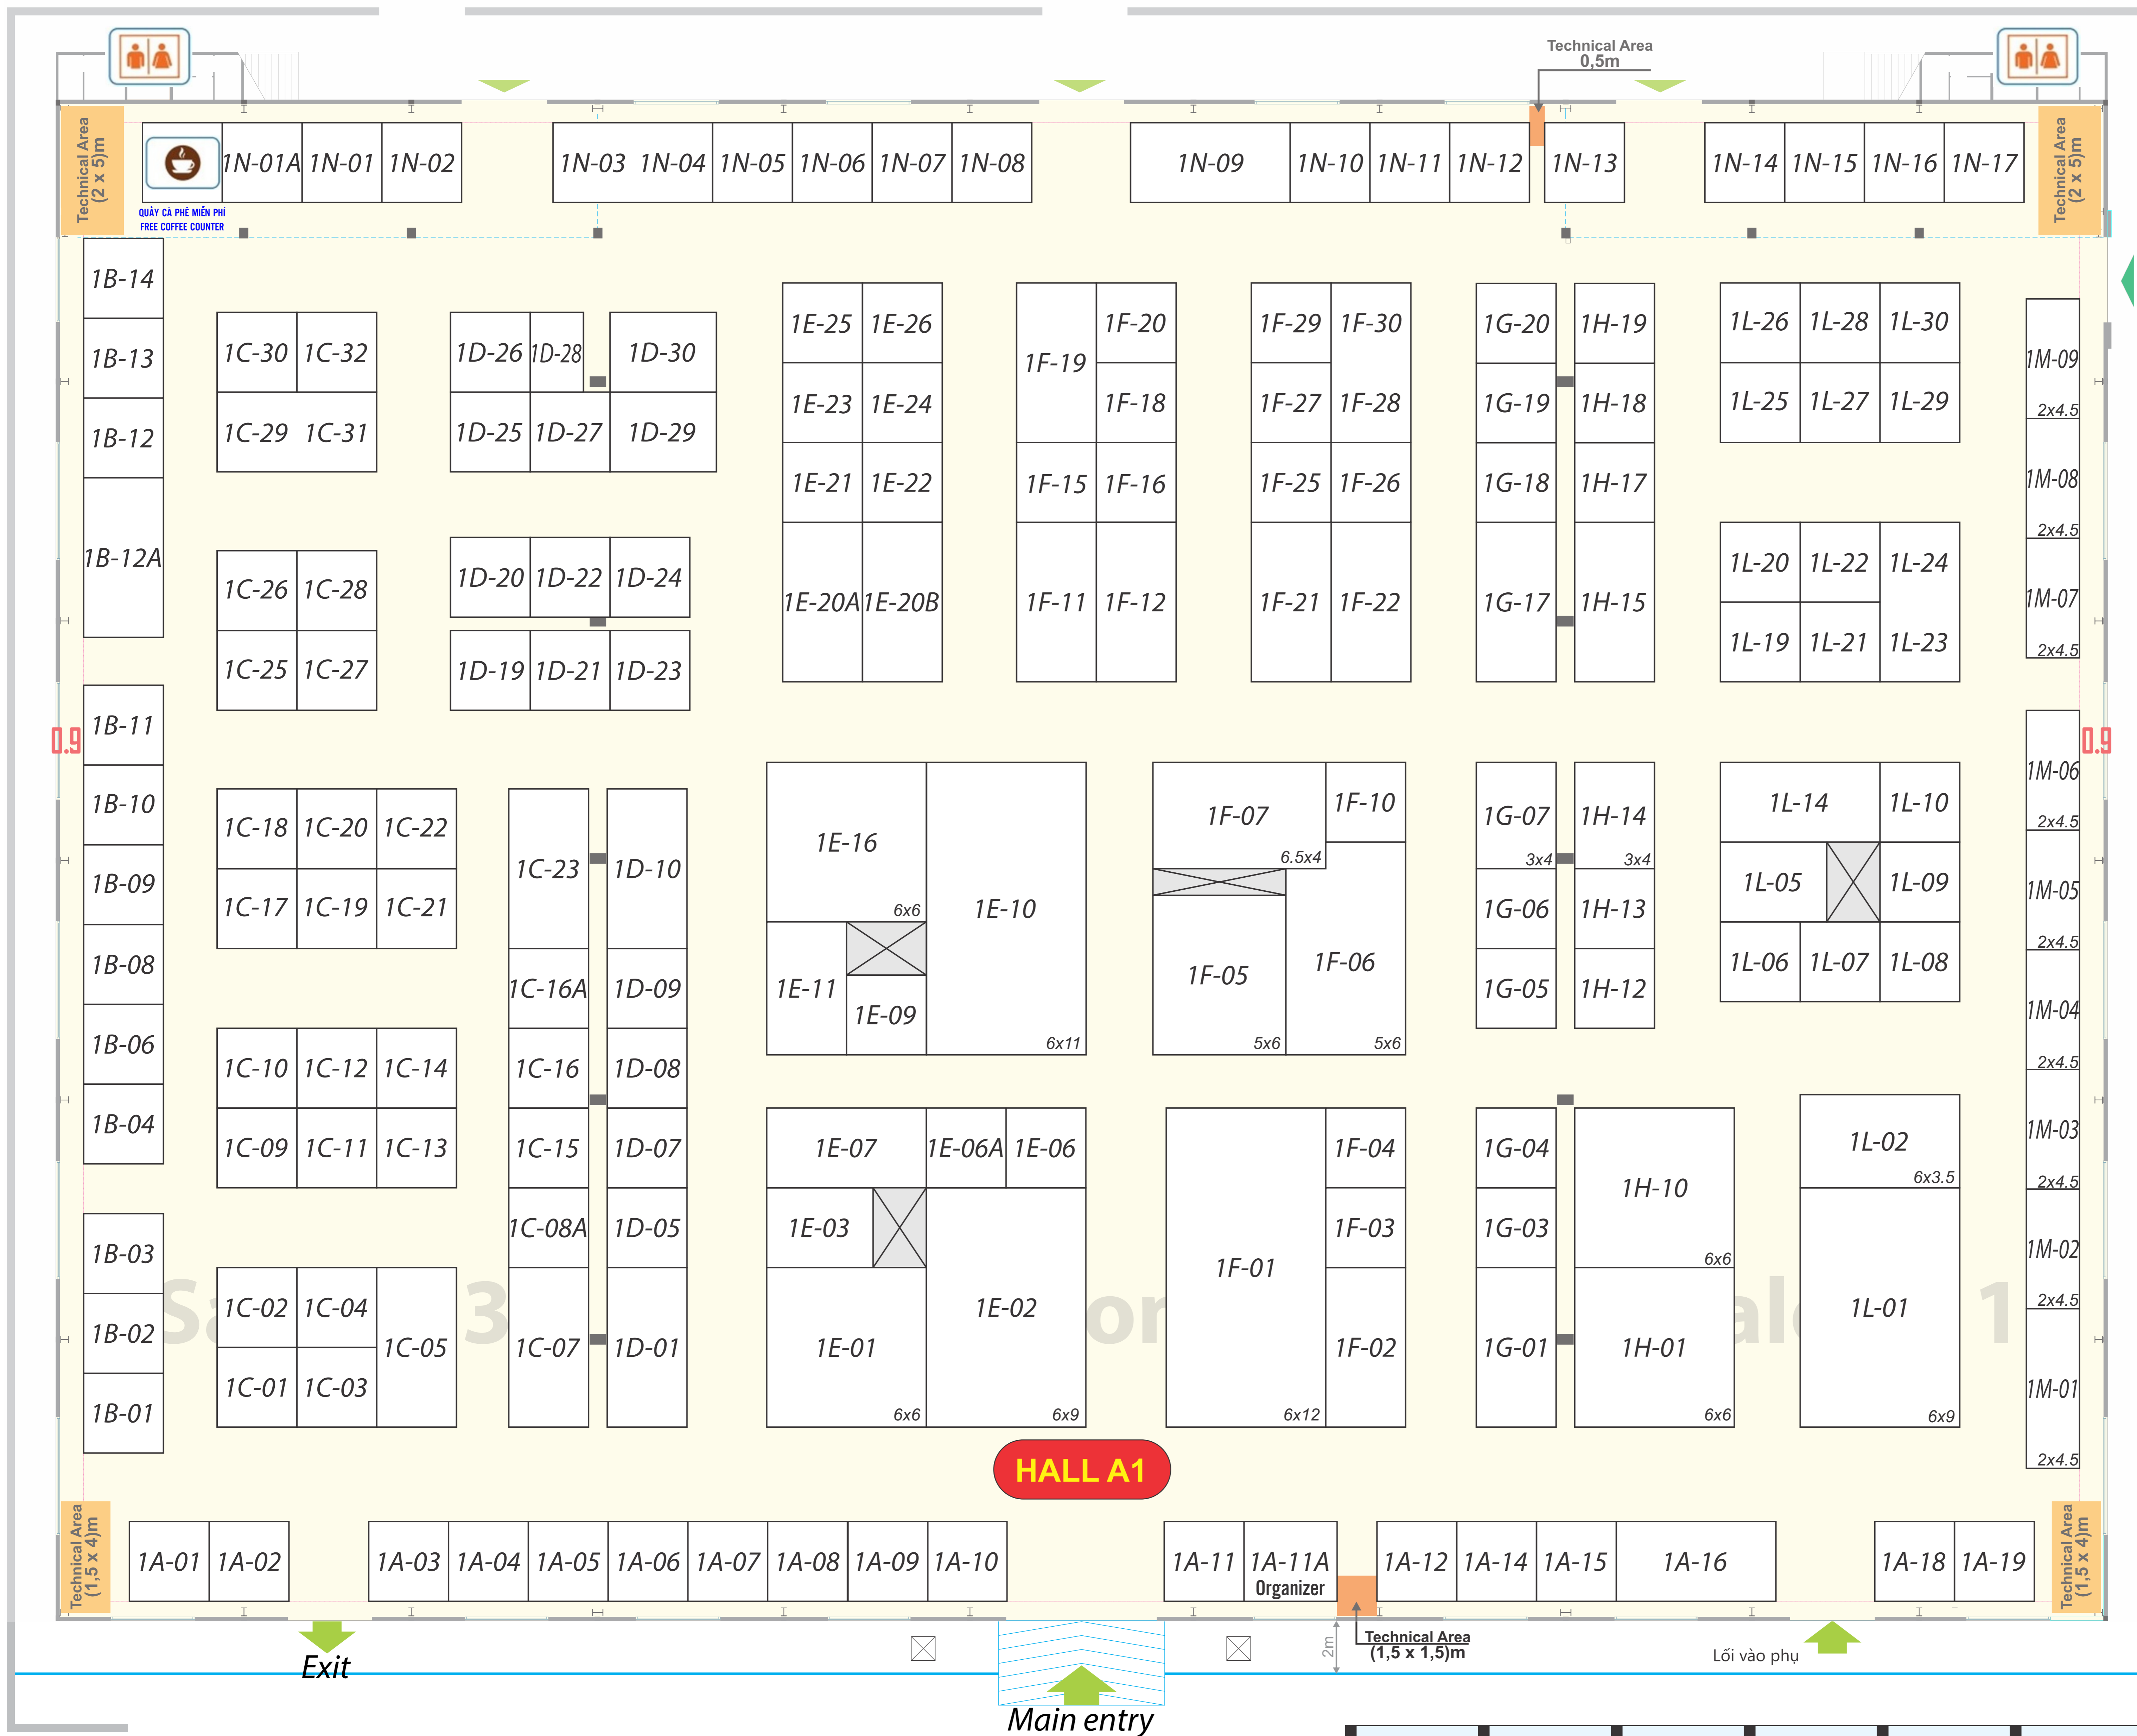 Technical Area
0,5m
Technical Area
(2 x 5)m
1N-01A 1N-01 1N-02
1N-03 1N-04 1N-05 1N-06 1N-07 1N-08
1N-09 1N-10 1N-11 1N-12
1N-13
1N-14 1N-15 1N-16 1N-17
Technical Area
(2 x 5)m
QUẦY CÀ PHÊ MIỄN PHÍ
FREE COFFEE COUNTER
1B-14
1B-13
1B-12
1B-12A
1B-11
1B-10
1B-09
1B-08
1B-06
1B-04
1B-03
1B-02
1B-01
0.9
1C-30 1C-32
1C-29 1C-31
1C-26 1C-28
1C-25 1C-27
1C-18 1C-20 1C-22
1C-17 1C-19 1C-21
1C-10 1C-12 1C-14
1C-09 1C-11 1C-13
1C-02 1C-04
1C-05
1C-01 1C-03
1D-26 1D-28 1D-30
1D-25 1D-27 1D-29
1D-20 1D-22 1D-24
1D-19 1D-21 1D-23
1C-23 1D-10
1C-16A 1D-09
1C-16 1D-08
1C-15 1D-07
1C-08A 1D-05
1C-07 1D-01
1E-25 1E-26
1E-23 1E-24
1E-21 1E-22
1E-20A 1E-20B
1E-16
6x6
1E-10
6x11
1E-11
1E-09
1E-07 1E-06A 1E-06
1E-03
1E-02
6x9
1E-01
6x6
1F-20
1F-19
1F-18
1F-15 1F-16
1F-11 1F-12
1F-29 1F-30
1F-27 1F-28
1F-25 1F-26
1F-21 1F-22
1F-07
6.5x4
1F-10
1F-05
5x6
1F-06
5x6
1F-04
1F-03
1F-01
6x12
1F-02
1G-20 1H-19
1G-19 1H-18
1G-18 1H-17
1G-17 1H-15
1G-07
3x4
1H-14
3x4
1G-06 1H-13
1G-05 1H-12
1G-04
1G-03
1G-01
1H-10
6x6
1H-01
6x6
1L-26 1L-28 1L-30
1L-25 1L-27 1L-29
1L-20 1L-22 1L-24
1L-19 1L-21 1L-23
1L-14 1L-10
1L-05 1L-09
1L-06 1L-07 1L-08
1L-02
6x3.5
1L-01
6x9
1M-09
2x4.5
1M-08
2x4.5
1M-07
2x4.5
0.9
1M-06
2x4.5
1M-05
2x4.5
1M-04
2x4.5
1M-03
2x4.5
1M-02
2x4.5
1M-01
2x4.5
HALL A1
Technical Area
(1,5 x 4)m
1A-01 1A-02
1A-03 1A-04 1A-05 1A-06 1A-07 1A-08 1A-09 1A-10
1A-11 1A-11A
Organizer
1A-12 1A-14 1A-15 1A-16
1A-18 1A-19
Technical Area
(1,5 x 4)m
Exit
2m
Technical Area
(1,5 x 1,5)m
Lối vào phụ
Main entry